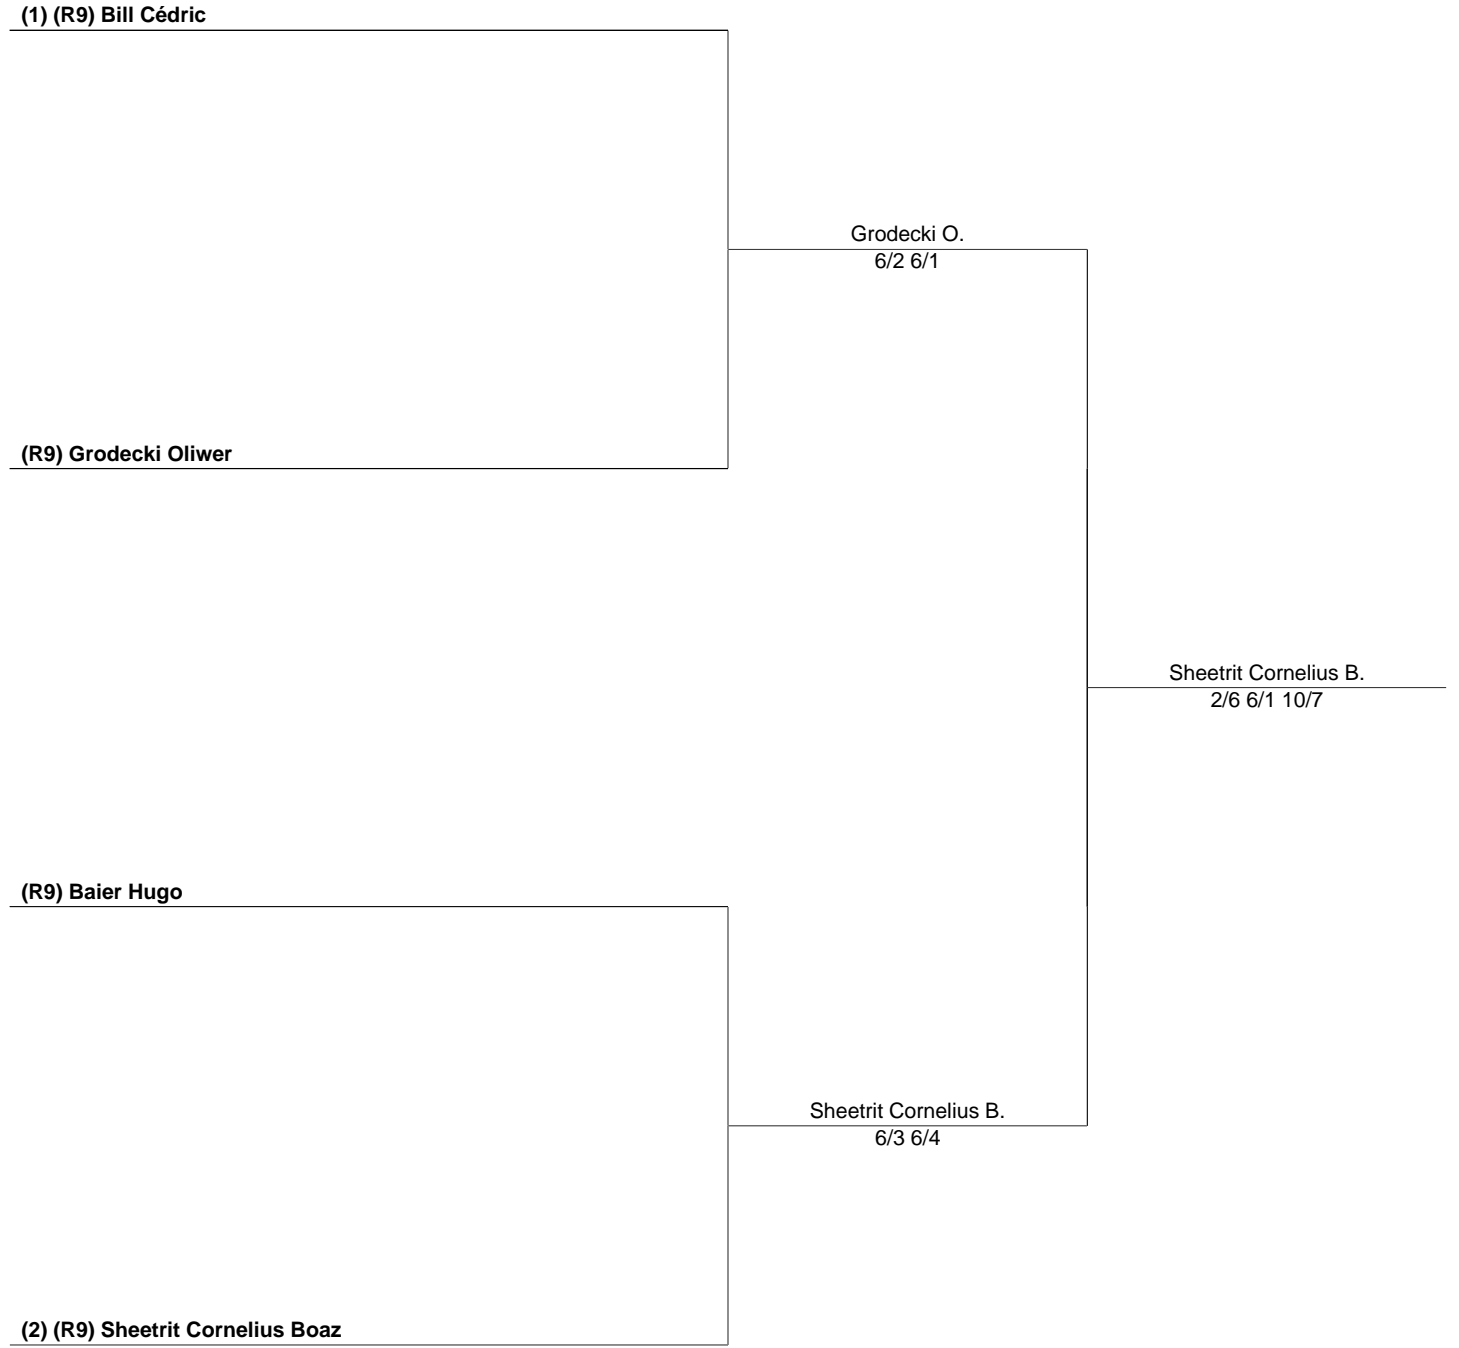 (1) (R9) Bill Cédric
Grodecki O.
6/2 6/1
(R9) Grodecki Oliwer
Sheetrit Cornelius B.
2/6 6/1 10/7
(R9) Baier Hugo
Sheetrit Cornelius B.
6/3 6/4
(2) (R9) Sheetrit Cornelius Boaz